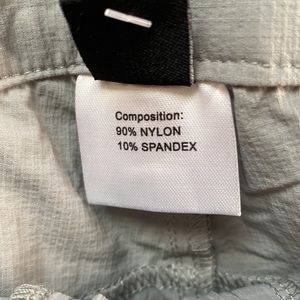 Composition:
90% NYLON
10% SPANDEX